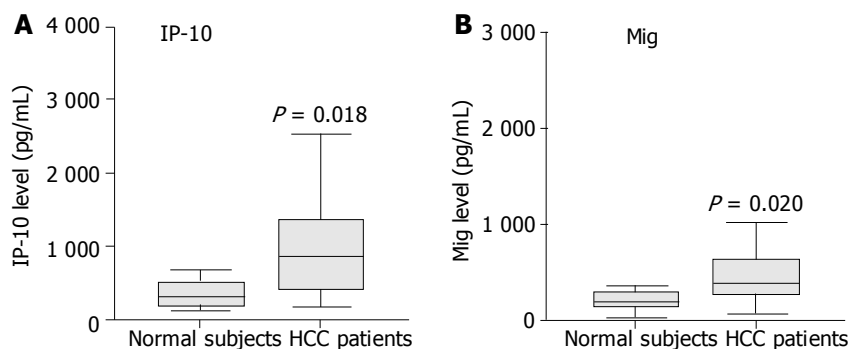 A
IP-10
IP-10 level (pg/mL)
4 000
3 000
2 000
1 000
0
P = 0.018
Normal subjects HCC patients
B
Mig
Mig level (pg/mL)
3 000
2 000
1 000
0
P = 0.020
Normal subjects HCC patients